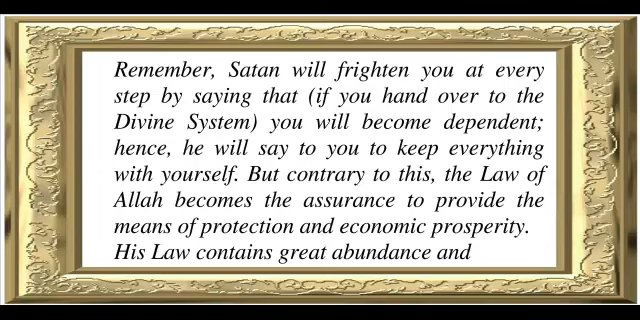 Remember, Satan will frighten you at every
step by saying that (if you hand over to the
Divine System) you will become dependent;
hence, he will say to you to keep everything
with yourself. But contrary to this, the Law of
Allah becomes the assurance to provide the
means of protection and economic prosperity.
His Law contains great abundance and